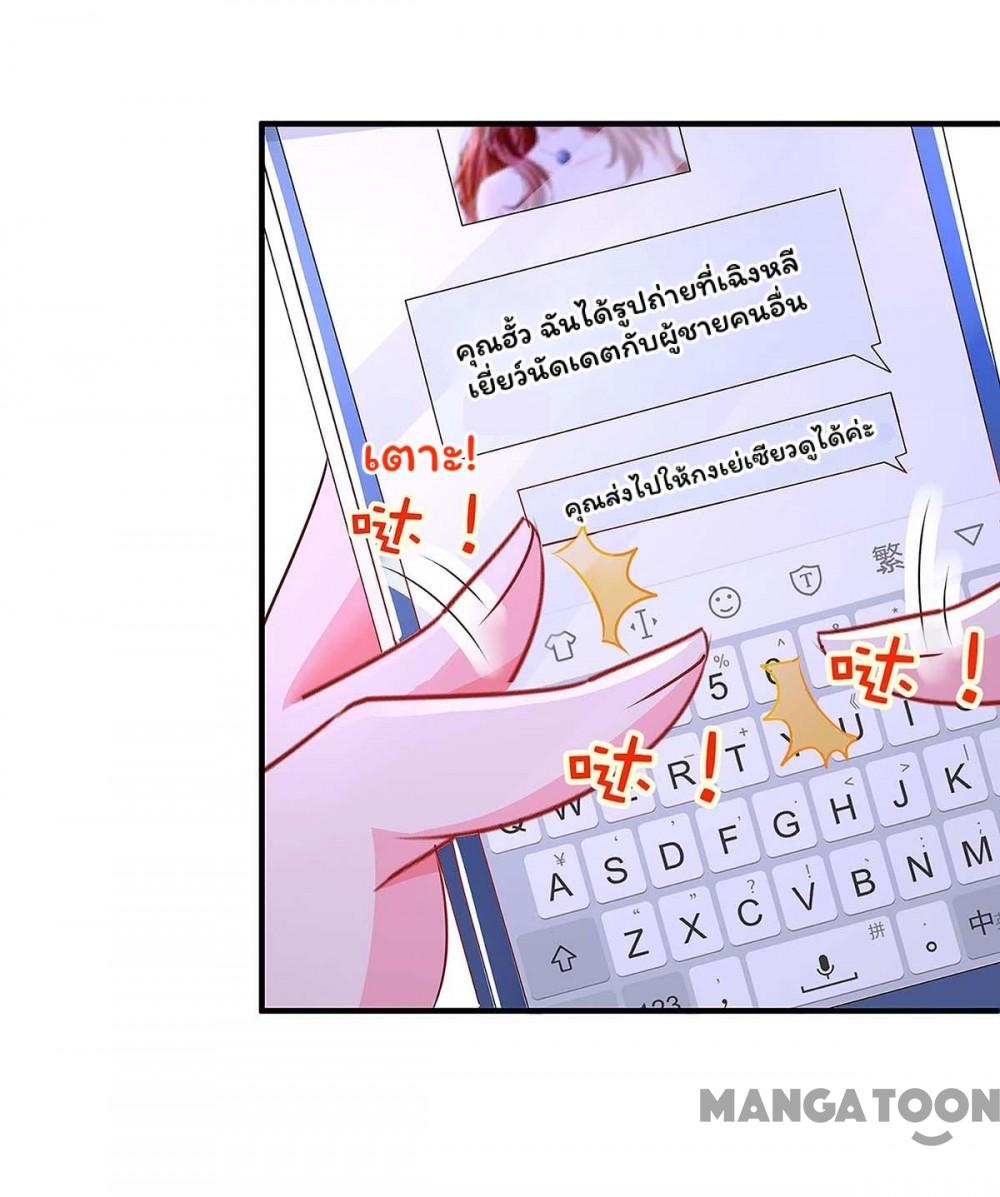 คุณฮั้ว ฉันได้รูปถ่ายที่เฉิงหลี
เยี่ยว์นัดเดตกับผู้ชายคนอื่น
คุณส่งไปให้กงเย่เซียวดูได้ค่ะ
เตาะ!
哒！
繁
哒！
% ^ *
5
哒！
Q W R T Y U I
A S D F G H J K
Z X C V B N M
123 , 拼 。 中
MANGATOON